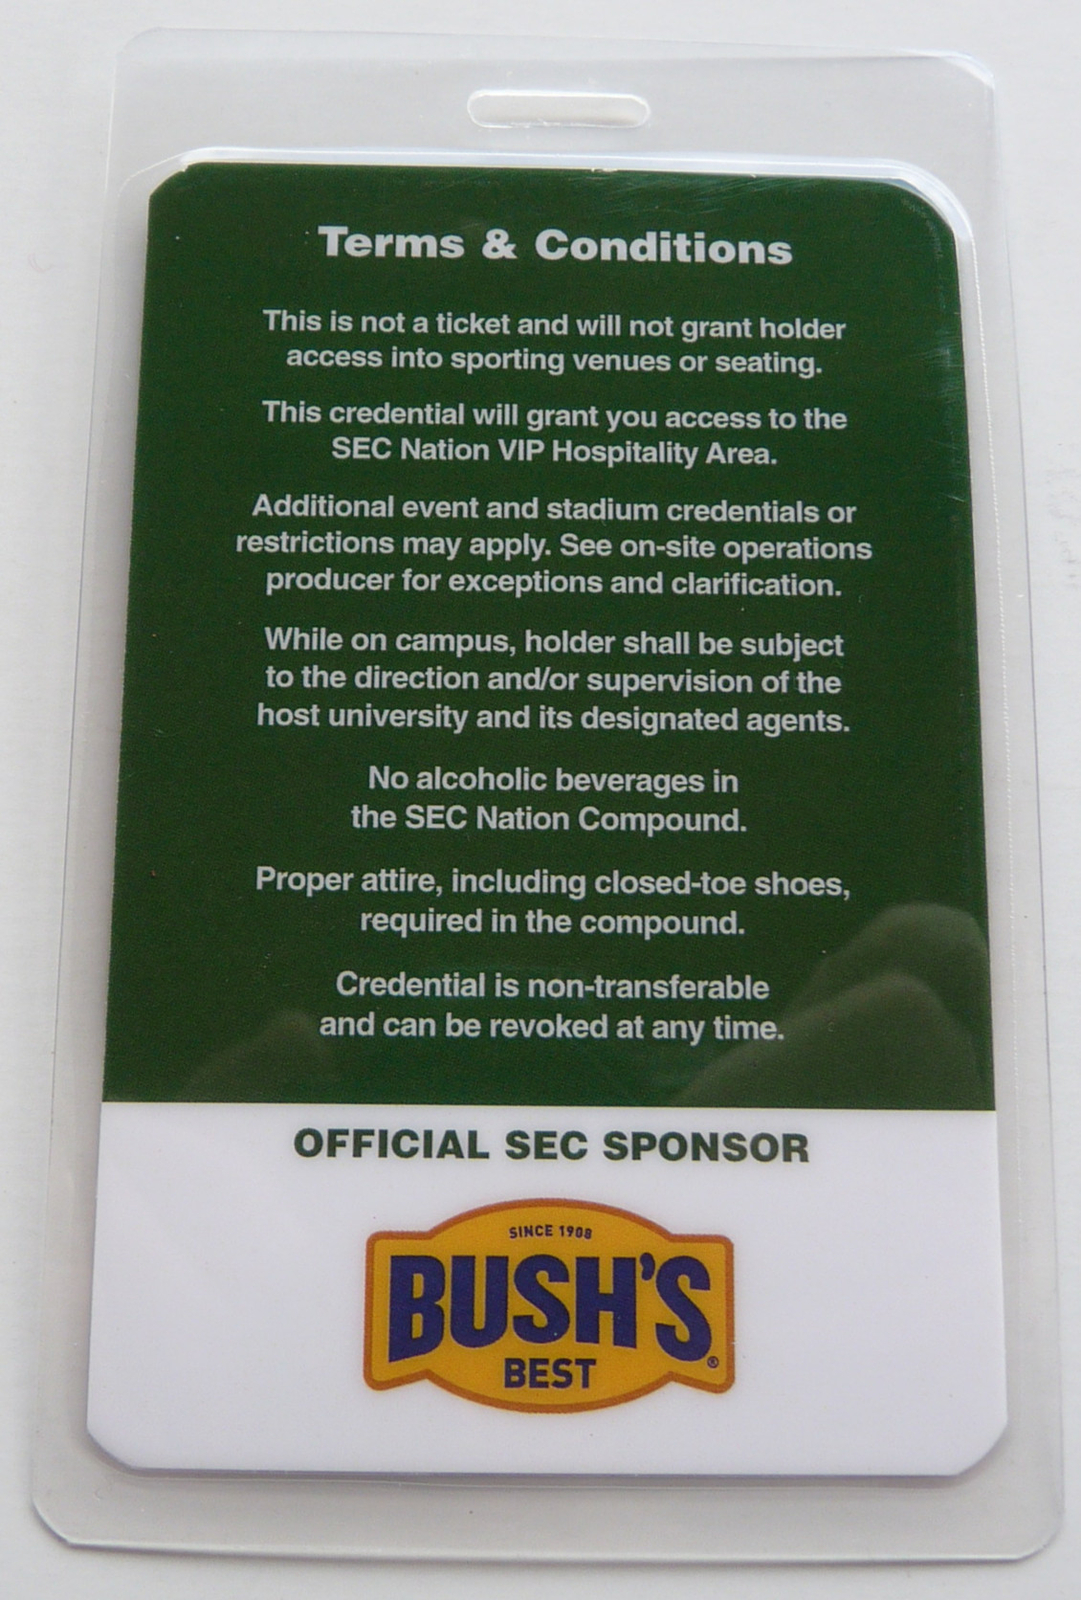 Terms & Conditions
This is not a ticket and will not grant holder
access into sporting venues or seating.
This credential will grant you access to the
SEC Nation VIP Hospitality Area.
Additional event and stadium credentials or
restrictions may apply. See on-site operations
producer for exceptions and clarification.
While on campus, holder shall be subject
to the direction and/or supervision of the
host university and its designated agents.
No alcoholic beverages in
the SEC Nation Compound.
Proper attire, including closed-toe shoes,
required in the compound.
Credential is non-transferable
and can be revoked at any time.
OFFICIAL SEC SPONSOR
SINCE 1908
BUSH'S®
BEST